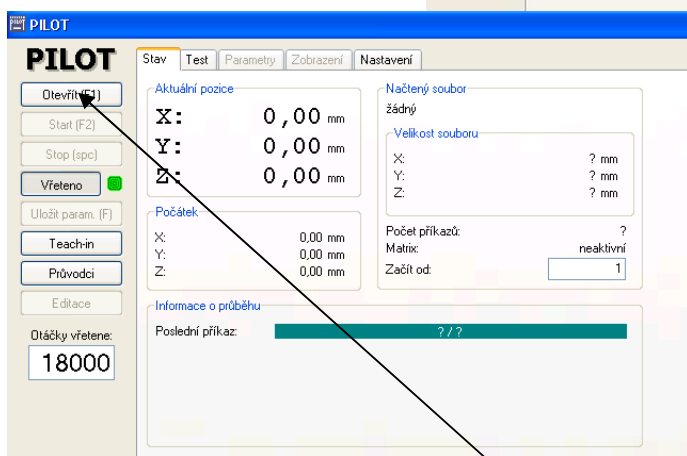 PILOT
PILOT
Otevřít (F1)
Start (F2)
Stop (spc)
Vřeteno
Uložit param. (F)
Teach-in
Průvodci
Editace
Otáčky vřetene:
18000
Stav Test Parametry Zobrazení Nastavení
Aktuální pozice
X: 0,00 mm
Y: 0,00 mm
Z: 0,00 mm
Počátek
X: 0,00 mm
Y: 0,00 mm
Z: 0,00 mm
Načtený soubor
žádný
Velikost souboru
X: ? mm
Y: ? mm
Z: ? mm
Počet příkazů: ?
Matrix: neaktivní
Začít od: 1
Informace o průběhu
Poslední příkaz: ? / ?